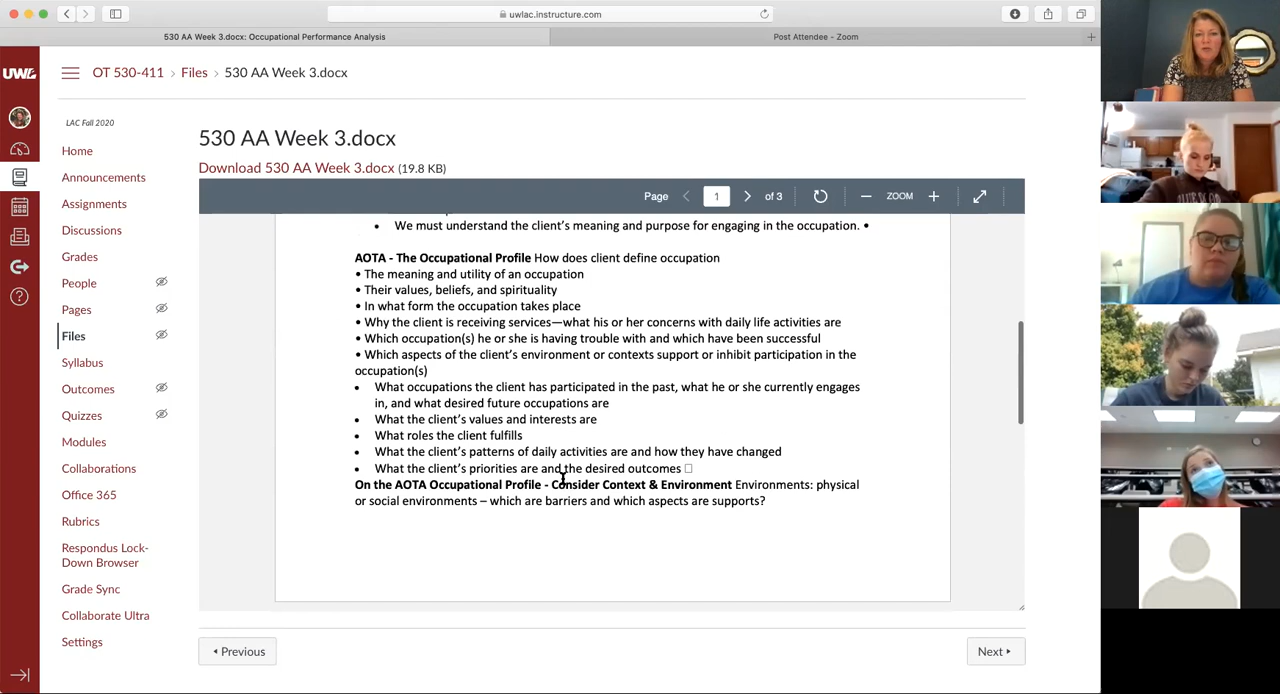 uwlac.instructure.com
530 AA Week 3.docx: Occupational Performance Analysis
Post Attendee - Zoom
UWL
OT 530-411 › Files › 530 AA Week 3.docx
LAC Fall 2020
Home
Announcements
Assignments
Discussions
Grades
People
Pages
Files
Syllabus
Outcomes
Quizzes
Modules
Collaborations
Office 365
Rubrics
Respondus Lock-
Down Browser
Grade Sync
Collaborate Ultra
Settings
530 AA Week 3.docx
Download 530 AA Week 3.docx (19.8 KB)
Page 1 of 3 ZOOM
• We must understand the client's meaning and purpose for engaging in the occupation. •
AOTA - The Occupational Profile How does client define occupation
• The meaning and utility of an occupation
• Their values, beliefs, and spirituality
• In what form the occupation takes place
• Why the client is receiving services—what his or her concerns with daily life activities are
• Which occupation(s) he or she is having trouble with and which have been successful
• Which aspects of the client's environment or contexts support or inhibit participation in the
occupation(s)
• What occupations the client has participated in the past, what he or she currently engages
in, and what desired future occupations are
• What the client's values and interests are
• What roles the client fulfills
• What the client's patterns of daily activities are and how they have changed
• What the client's priorities are and the desired outcomes □
On the AOTA Occupational Profile - Consider Context & Environment Environments: physical
or social environments – which are barriers and which aspects are supports?
Previous
Next